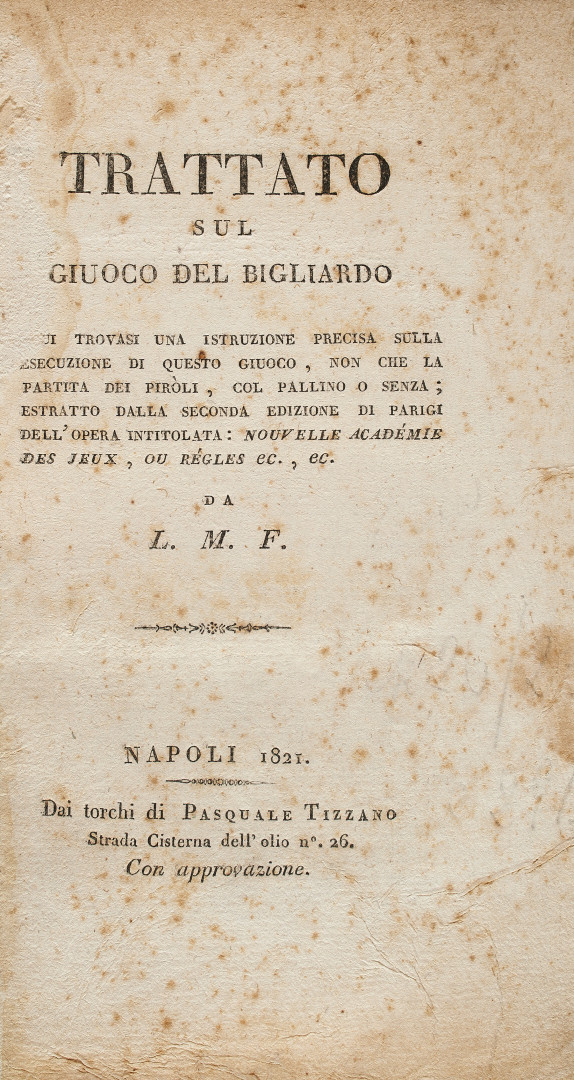 TRATTATO
SUL
GIUOCO DEL BIGLIARDO
UI TROVASI UNA ISTRUZIONE PRECISA SULLA
ESECUZIONE DI QUESTO GIUOCO, NON CHE LA
PARTITA DEI PIRÒLI, COL PALLINO O SENZA;
ESTRATTO DALLA SECONDA EDIZIONE DI PARIGI
DELL'OPERA INTITOLATA: NOUVELLE ACADÉMIE
DES JEUX, OU RÉGLES EC., EC.
DA
L. M. F.
NAPOLI 1821.
Dai torchi di PASQUALE TIZZANO
Strada Cisterna dell'olio n°. 26.
Con approvazione.